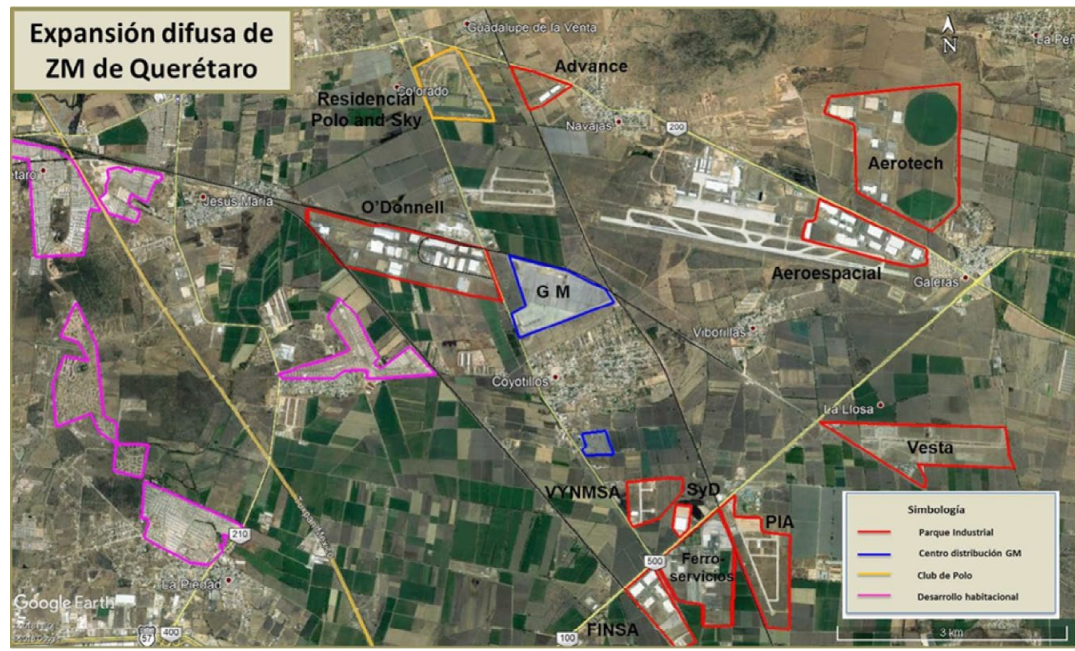 Expansión difusa de
ZM de Querétaro
Guadalupe de la Venta
N
La Peñ
Advance
Colorado
Residencial
Polo and Sky
Navajas
200
Aerotech
etaro
Jesus María
O'Donnell
Aeroespacial
Galeras
G M
Viborillas
Coyotillos
La Llosa
Vesta
VYNMSA
SyD
PIA
Simbología
Parque Industrial
Centro distribución GM
Club de Polo
Desarrollo habitacional
210
500
Ferro-
servicios
La Piedad
Google Earth
FINSA
57
400
100
3 km